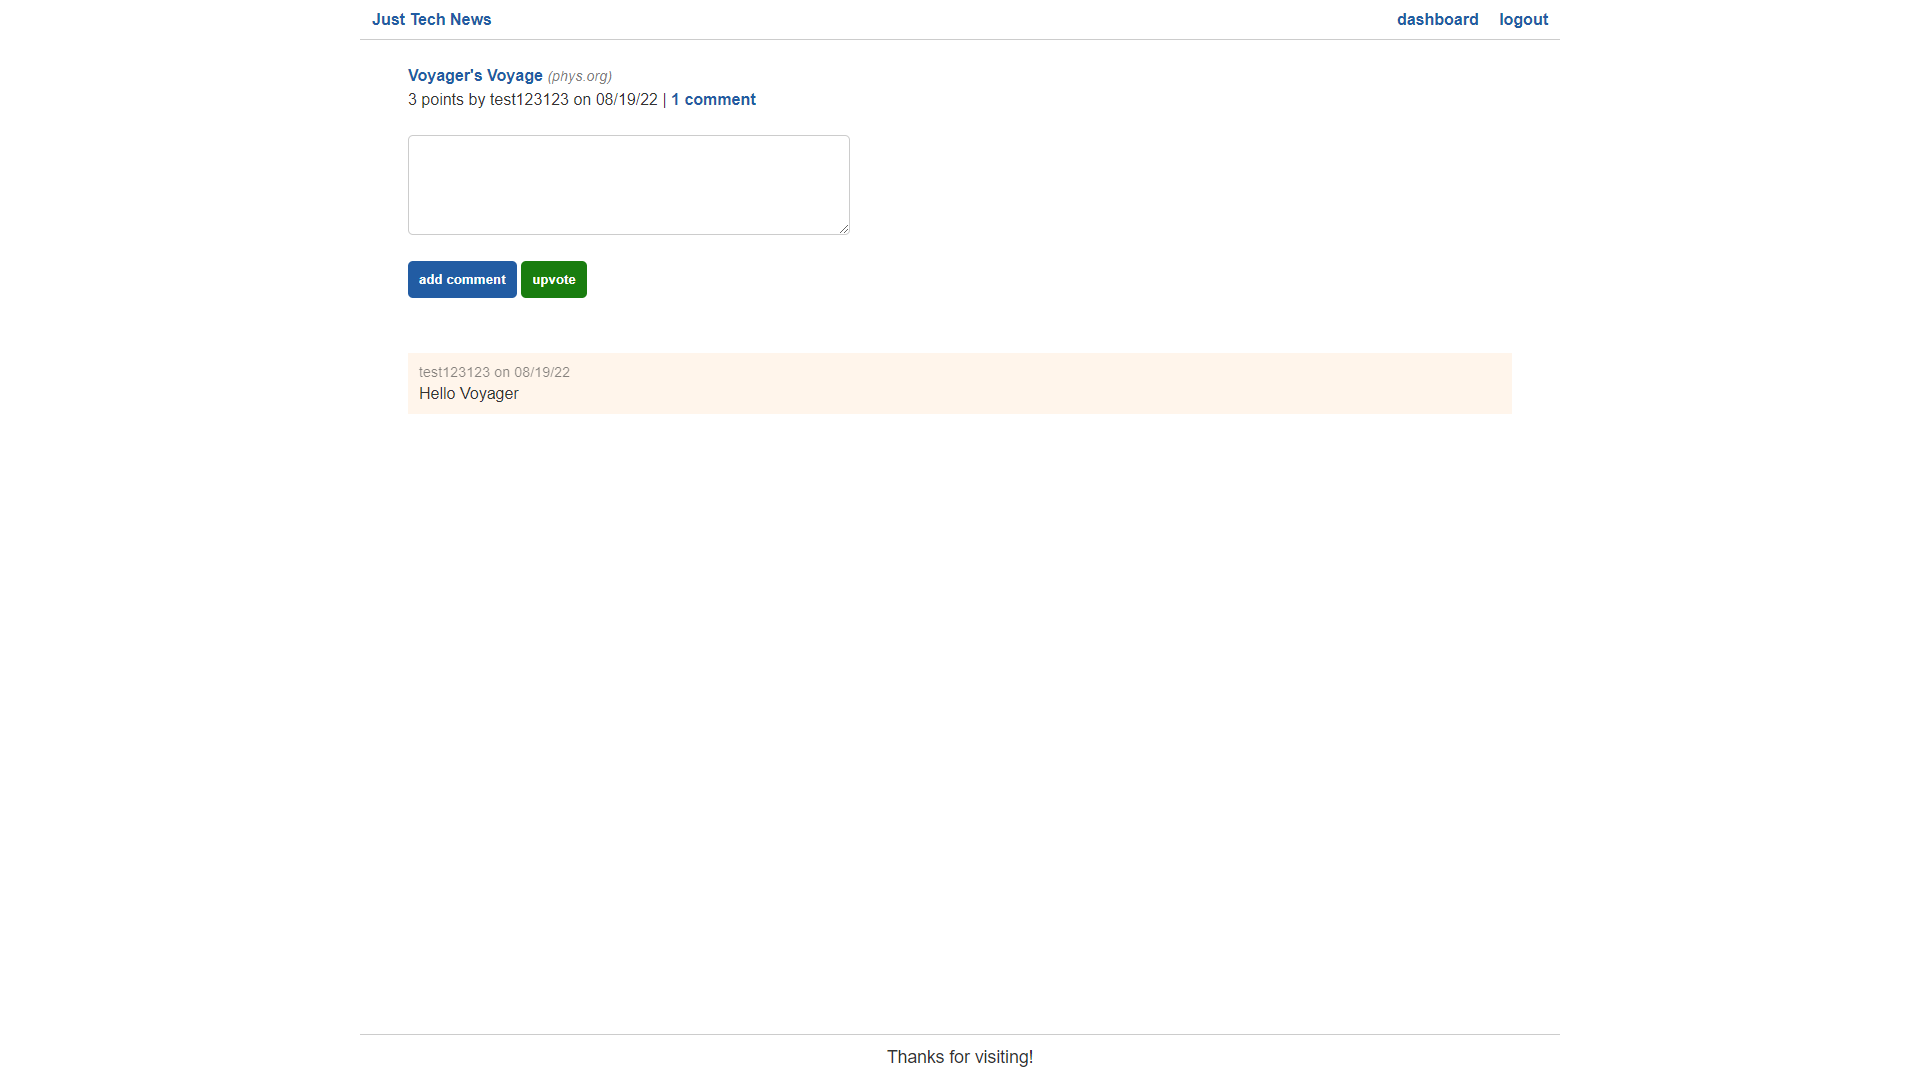 Just Tech News
dashboard logout
Voyager's Voyage (phys.org)
3 points by test123123 on 08/19/22 | 1 comment
add comment upvote
test123123 on 08/19/22
Hello Voyager
Thanks for visiting!